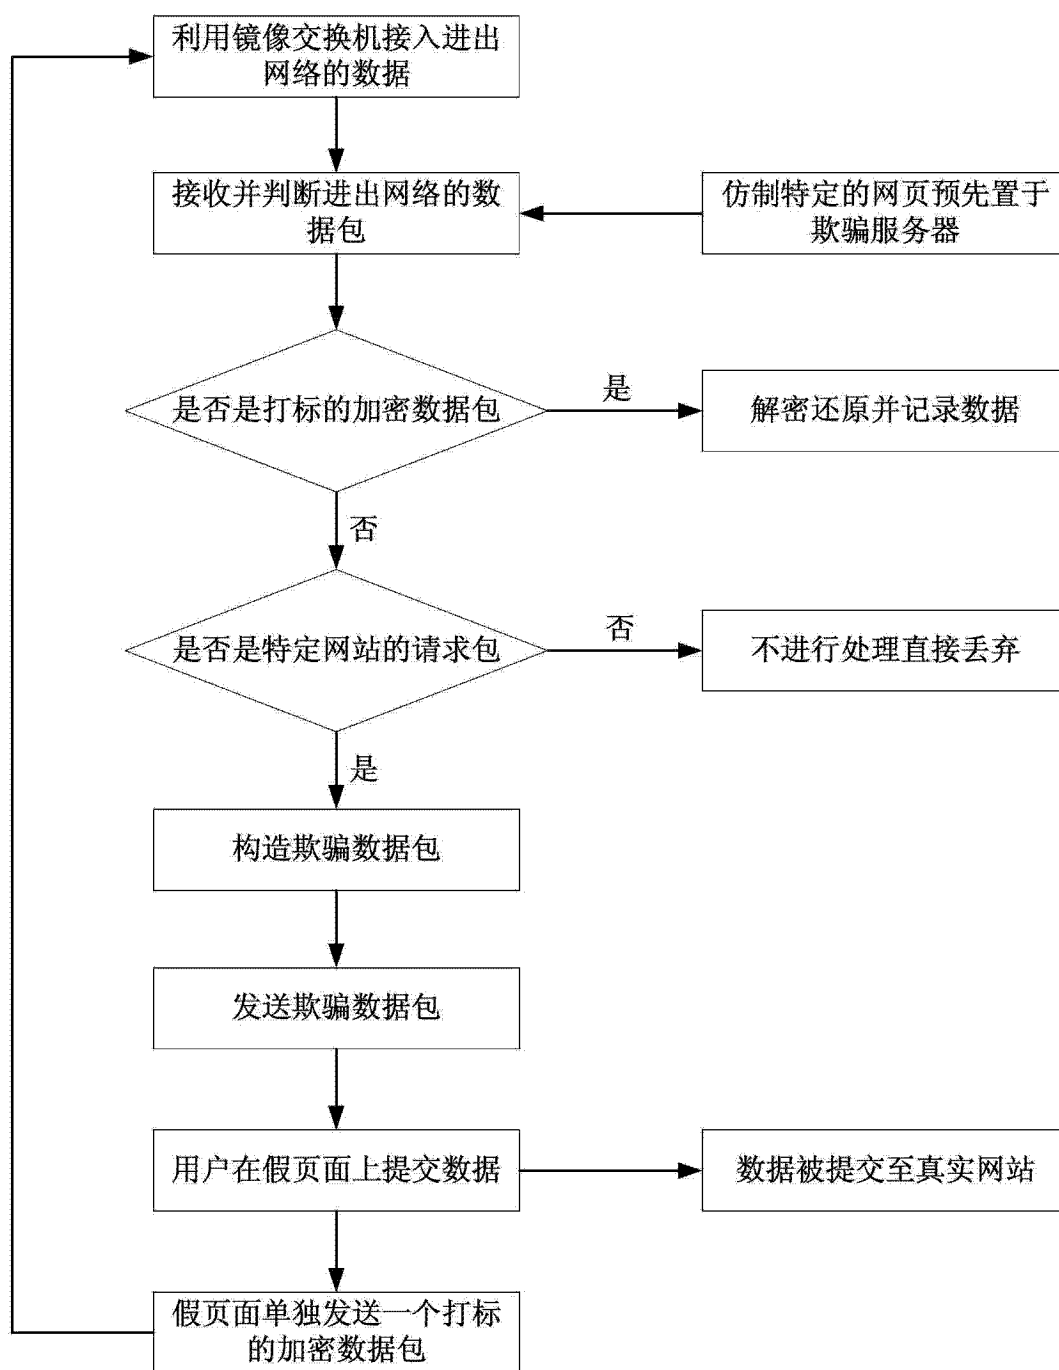 利用镜像交换机接入进出
网络的数据
接收并判断进出网络的数
据包
仿制特定的网页预先置于
欺骗服务器
是否是打标的加密数据包
是
解密还原并记录数据
否
是否是特定网站的请求包
否
不进行处理直接丢弃
是
构造欺骗数据包
发送欺骗数据包
用户在假页面上提交数据
数据被提交至真实网站
假页面单独发送一个打标
的加密数据包